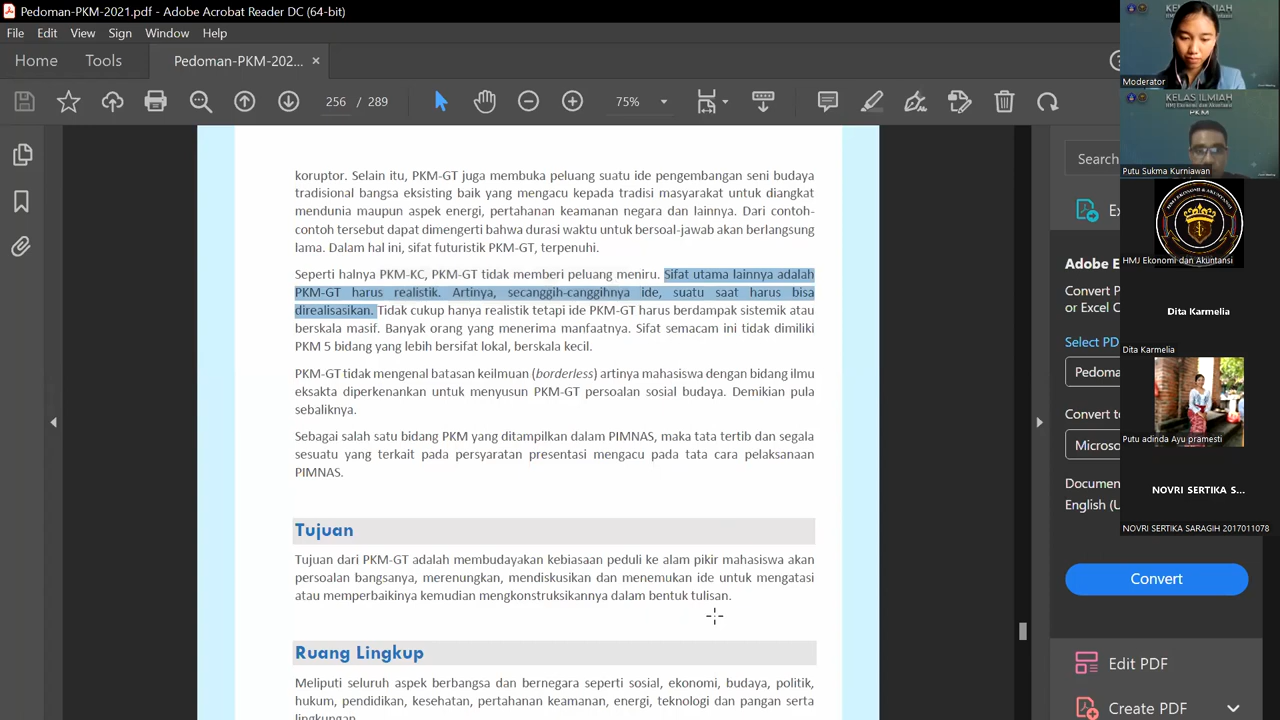 Pedoman-PKM-2021.pdf - Adobe Acrobat Reader DC (64-bit)
File Edit View Sign Window Help
Home Tools Pedoman-PKM-202... ×
256 / 289 75%
koruptor. Selain itu, PKM-GT juga membuka peluang suatu ide pengembangan seni budaya
tradisional bangsa eksisting baik yang mengacu kepada tradisi masyarakat untuk diangkat
mendunia maupun aspek energi, pertahanan keamanan negara dan lainnya. Dari contoh-
contoh tersebut dapat dimengerti bahwa durasi waktu untuk bersoal-jawab akan berlangsung
lama. Dalam hal ini, sifat futuristik PKM-GT, terpenuhi.
Seperti halnya PKM-KC, PKM-GT tidak memberi peluang meniru. Sifat utama lainnya adalah
PKM-GT harus realistik. Artinya, secanggih-canggihnya ide, suatu saat harus bisa
direalisasikan. Tidak cukup hanya realistik tetapi ide PKM-GT harus berdampak sistemik atau
berskala masif. Banyak orang yang menerima manfaatnya. Sifat semacam ini tidak dimiliki
PKM 5 bidang yang lebih bersifat lokal, berskala kecil.
PKM-GT tidak mengenal batasan keilmuan (borderless) artinya mahasiswa dengan bidang ilmu
eksakta diperkenankan untuk menyusun PKM-GT persoalan sosial budaya. Demikian pula
sebaliknya.
Sebagai salah satu bidang PKM yang ditampilkan dalam PIMNAS, maka tata tertib dan segala
sesuatu yang terkait pada persyaratan presentasi mengacu pada tata cara pelaksanaan
PIMNAS.
Tujuan
Tujuan dari PKM-GT adalah membudayakan kebiasaan peduli ke alam pikir mahasiswa akan
persoalan bangsanya, merenungkan, mendiskusikan dan menemukan ide untuk mengatasi
atau memperbaikinya kemudian mengkonstruksikannya dalam bentuk tulisan.
Ruang Lingkup
Meliputi seluruh aspek berbangsa dan bernegara seperti sosial, ekonomi, budaya, politik,
hukum, pendidikan, kesehatan, pertahanan keamanan, energi, teknologi dan pangan serta
lingkungan.
Search
Ex
Adobe E
Convert P
or Excel C
Select PD
Pedoma
Convert to
Micros
Docume
English (U
Convert
Edit PDF
Create PDF
Moderator
KELAS ILMIAH
HMJ Ekonomi dan Akuntansi
PKM
Putu Sukma Kurniawan
HMJ Ekonomi dan Akuntansi
Dita Karmelia
Dita Karmelia
Putu adinda Ayu pramesti
NOVRI SERTIKA S...
NOVRI SERTIKA SARAGIH 2017011078